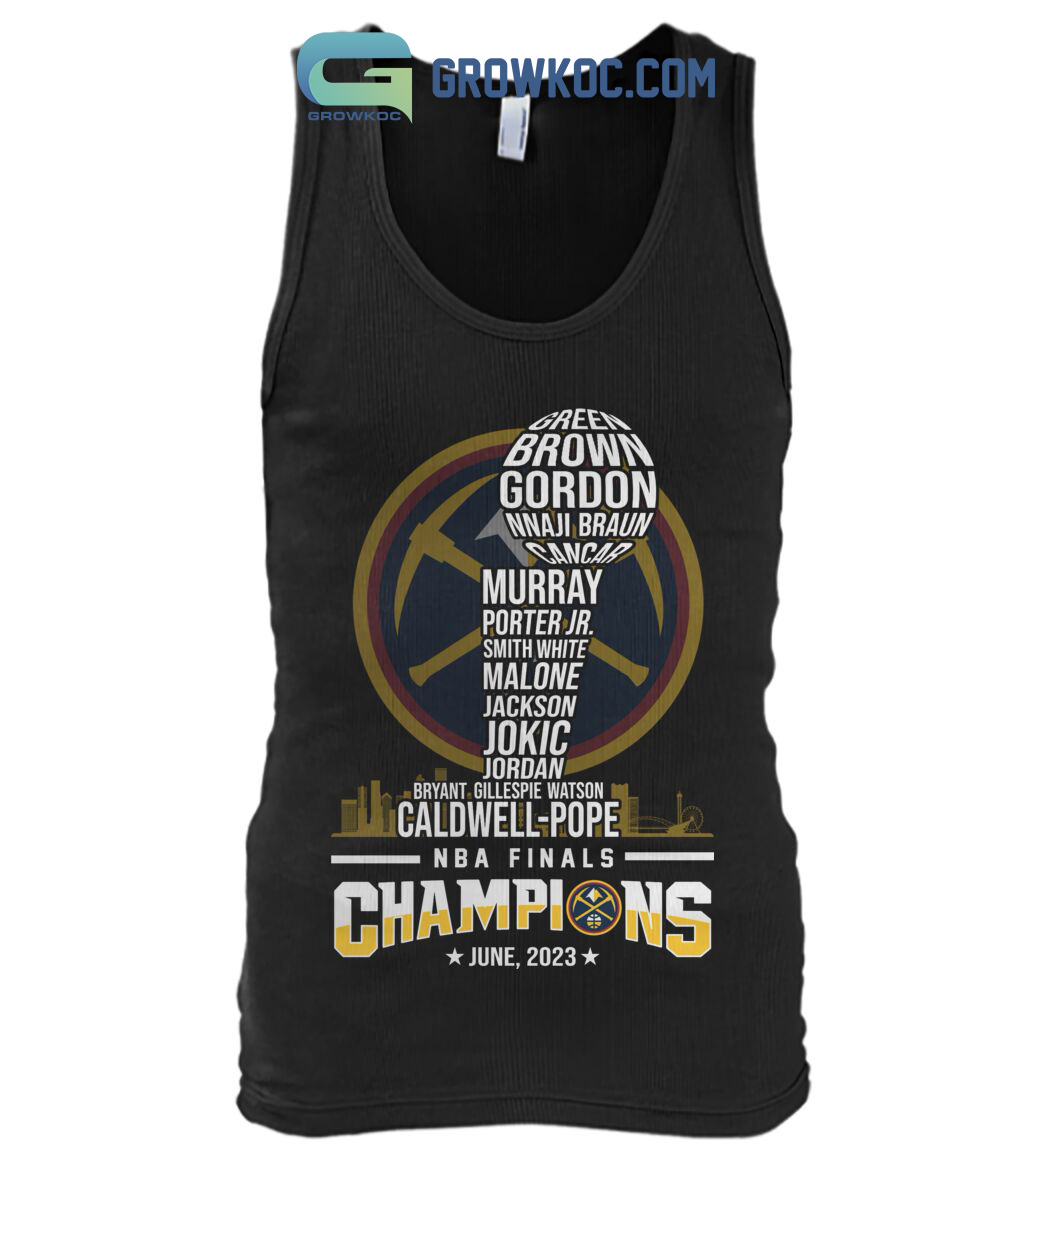 GROWKOC.COM
GROWKOC
GREEN
BROWN
GORDON
NNAJI BRAUN
CANCAR
MURRAY
PORTER JR.
SMITH WHITE
MALONE
JACKSON
JOKIC
JORDAN
BRYANT GILLESPIE WATSON
CALDWELL-POPE
NBA FINALS
CHAMPIONS
★ JUNE, 2023 ★